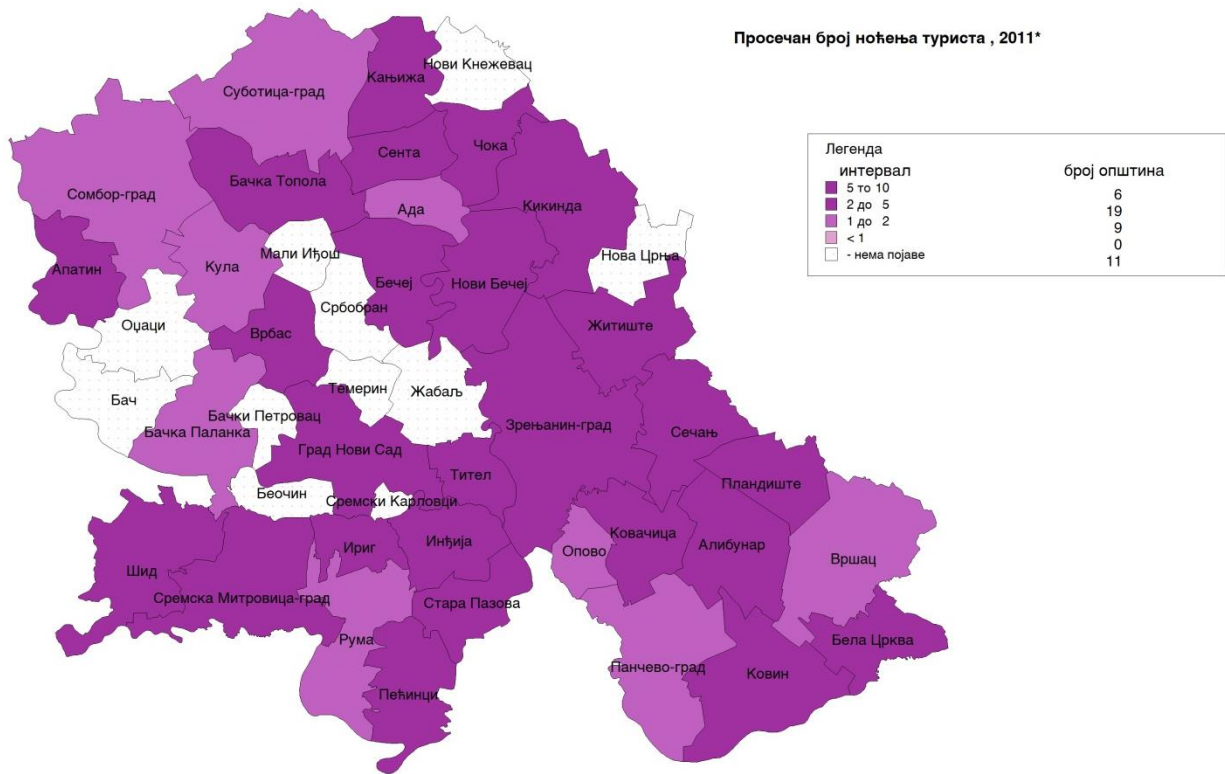 Просечан број ноћења туриста , 2011*
Легенда
интервал број општина
5 to 10 6
2 до 5 19
1 до 2 9
< 1 0
- нема појаве 11
Нови Кнежевац
Кањижа
Суботица-град
Чока
Сента
Бачка Топола
Сомбор-град
Ада
Кикинда
Мали Иђош
Нова Црња
Кула
Апатин
Бечеј
Нови Бечеј
Србобран
Оџаци
Житиште
Врбас
Темерин
Жабаљ
Бач
Бачки Петровац
Зрењанин-град
Бачка Паланка
Сечањ
Град Нови Сад
Тител
Пландиште
Беочин
Сремски Карловци
Ковачица
Ириг
Инђија
Алибунар
Опово
Вршац
Шид
Сремска Митровица-град
Стара Пазова
Рума
Бела Црква
Панчево-град
Ковин
Пећинци